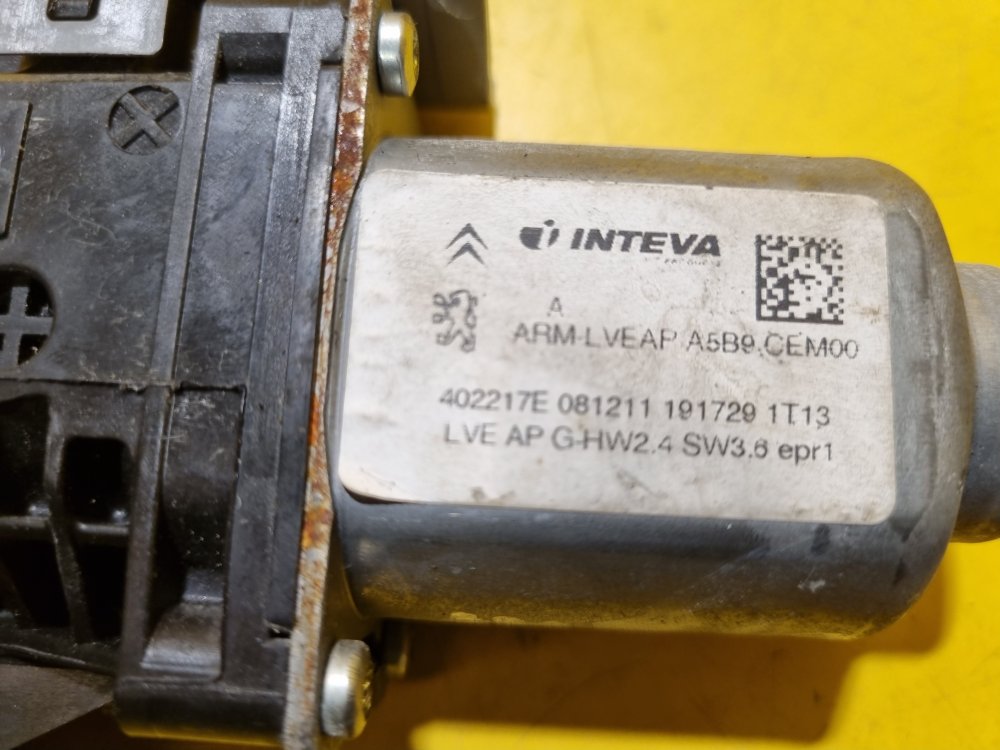 INTEVA
A
ARM-LVEAP A5B9.CEM00
402217E 081211 191729 1T13
LVE AP G-HW2.4 SW3.6 epr1